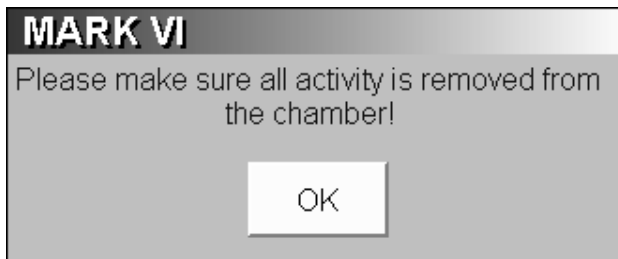 MARK VI
Please make sure all activity is removed from
the chamber!
OK